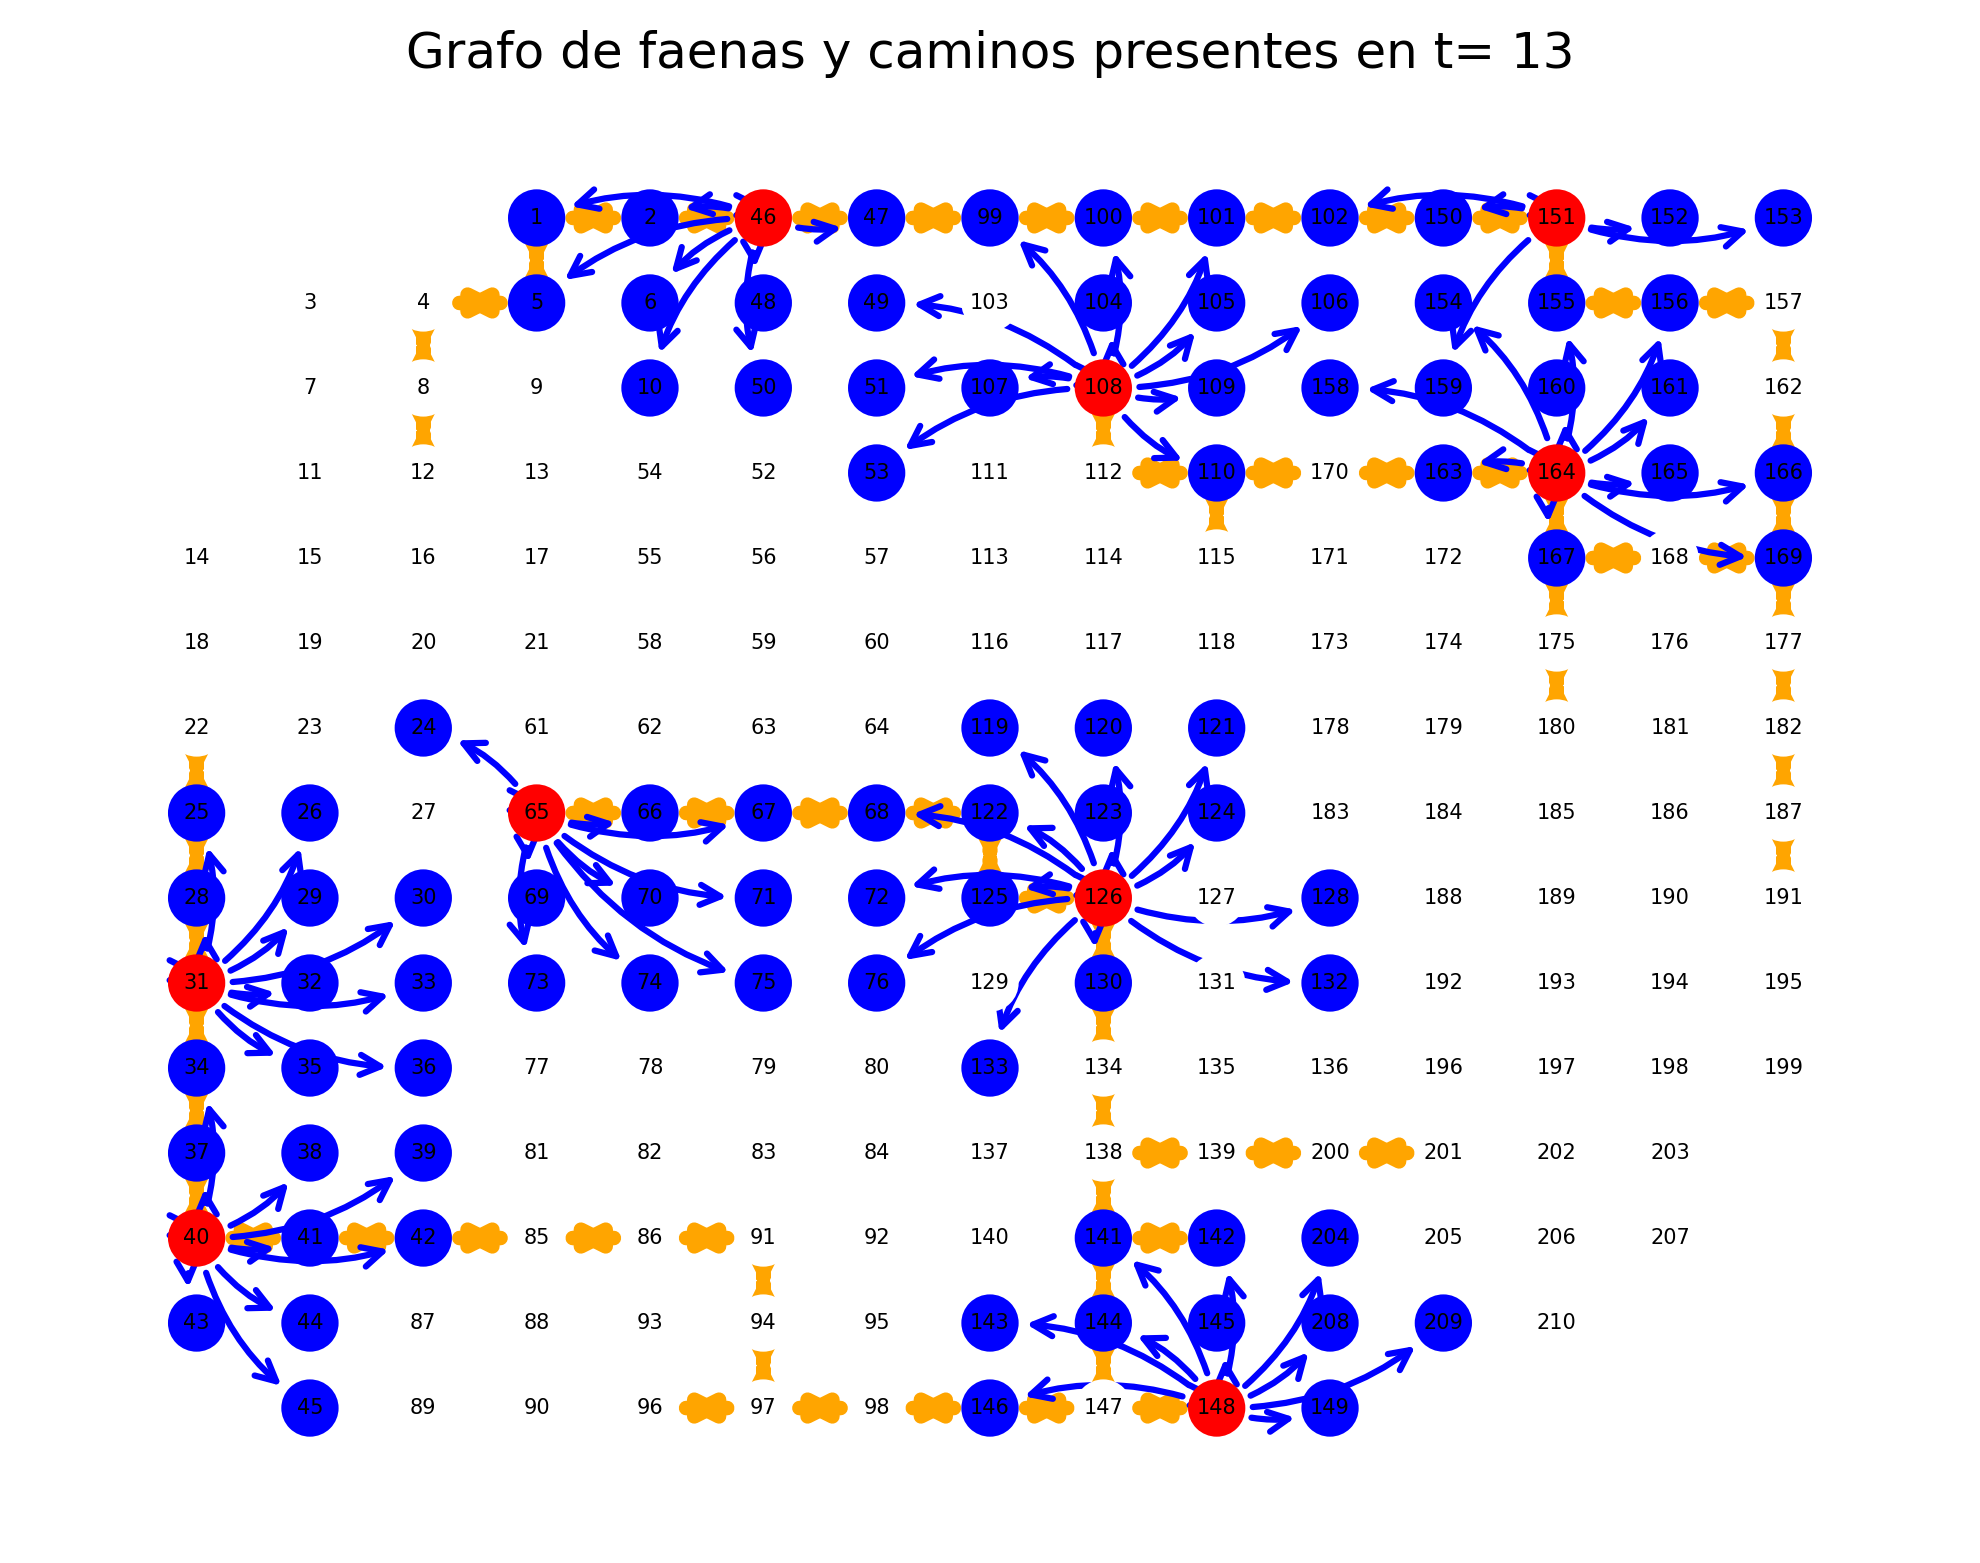 Grafo de faenas y caminos presentes en t= 13
1 2 46 47 99 100 101 102 150 151 152 153
3 4 5 6 48 49 103 104 105 106 154 155 156 157
7 8 9 10 50 51 107 108 109 158 159 160 161 162
11 12 13 54 52 53 111 112 110 170 163 164 165 166
14 15 16 17 55 56 57 113 114 115 171 172 167 168 169
18 19 20 21 58 59 60 116 117 118 173 174 175 176 177
22 23 24 61 62 63 64 119 120 121 178 179 180 181 182
25 26 27 65 66 67 68 122 123 124 183 184 185 186 187
28 29 30 69 70 71 72 125 126 127 128 188 189 190 191
31 32 33 73 74 75 76 129 130 131 132 192 193 194 195
34 35 36 77 78 79 80 133 134 135 136 196 197 198 199
37 38 39 81 82 83 84 137 138 139 200 201 202 203
40 41 42 85 86 91 92 140 141 142 204 205 206 207
43 44 87 88 93 94 95 143 144 145 208 209 210
45 89 90 96 97 98 146 147 148 149